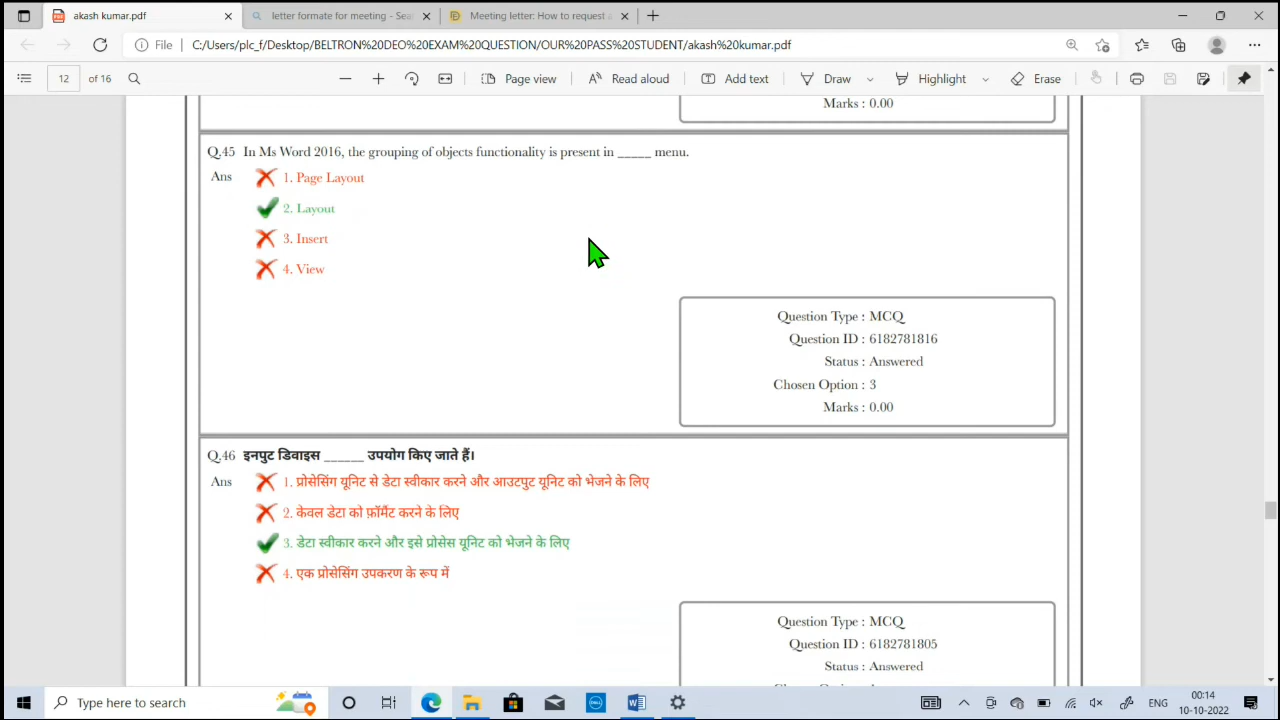 akash kumar.pdf
letter formate for meeting - Sea
Meeting letter: How to request a
File
C:/Users/plc_f/Desktop/BELTRON%20DEO%20EXAM%20QUESTION/OUR%20PASS%20STUDENT/akash%20kumar.pdf
12 of 16
Page view
Read aloud
Add text
Draw
Highlight
Erase
Marks : 0.00
Q.45 In Ms Word 2016, the grouping of objects functionality is present in _____ menu.
Ans 1. Page Layout
2. Layout
3. Insert
4. View
Question Type : MCQ
Question ID : 6182781816
Status : Answered
Chosen Option : 3
Marks : 0.00
Q.46 इनपुट डिवाइस ______ उपयोग किए जाते हैं।
Ans 1. प्रोसेसिंग यूनिट से डेटा स्वीकार करने और आउटपुट यूनिट को भेजने के लिए
2. केवल डेटा को फ़ॉर्मैट करने के लिए
3. डेटा स्वीकार करने और इसे प्रोसेस यूनिट को भेजने के लिए
4. एक प्रोसेसिंग उपकरण के रूप में
Question Type : MCQ
Question ID : 6182781805
Status : Answered
Type here to search
ENG
00:14
10-10-2022